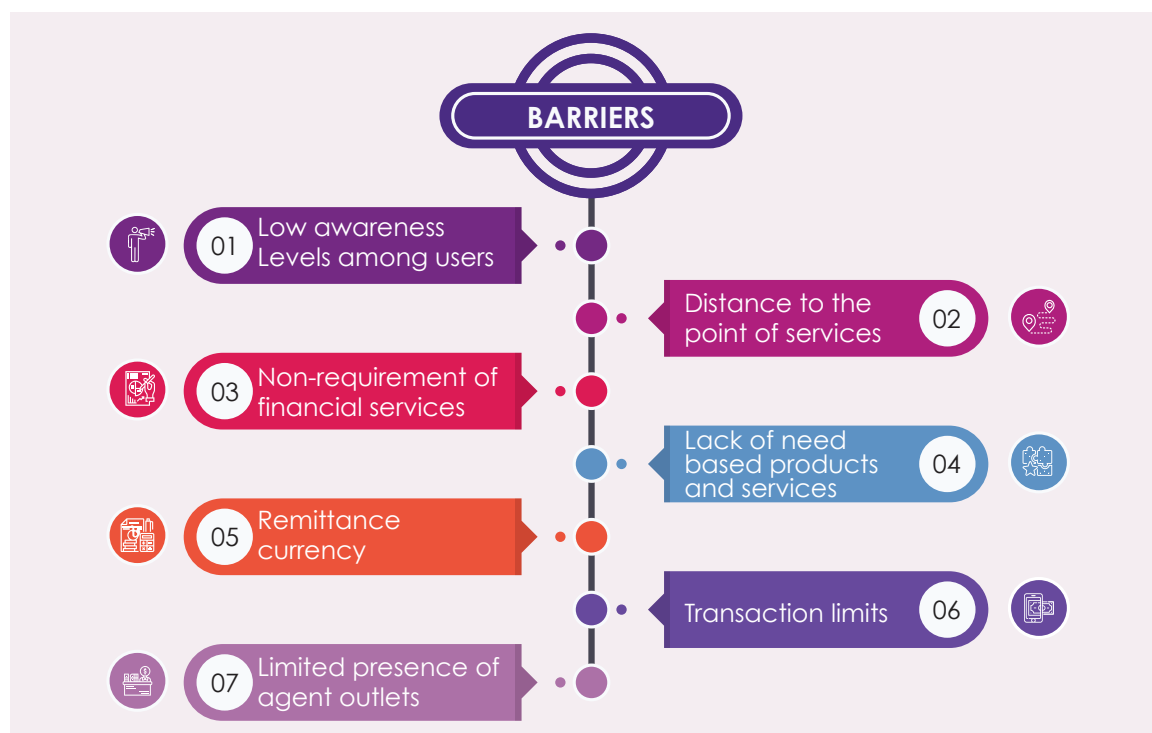 BARRIERS
01
Low awareness
Levels among users
Distance to the
point of services
02
03
Non-requirement of
financial services
Lack of need
based products
and services
04
05
Remittance
currency
Transaction limits
06
07
Limited presence of
agent outlets